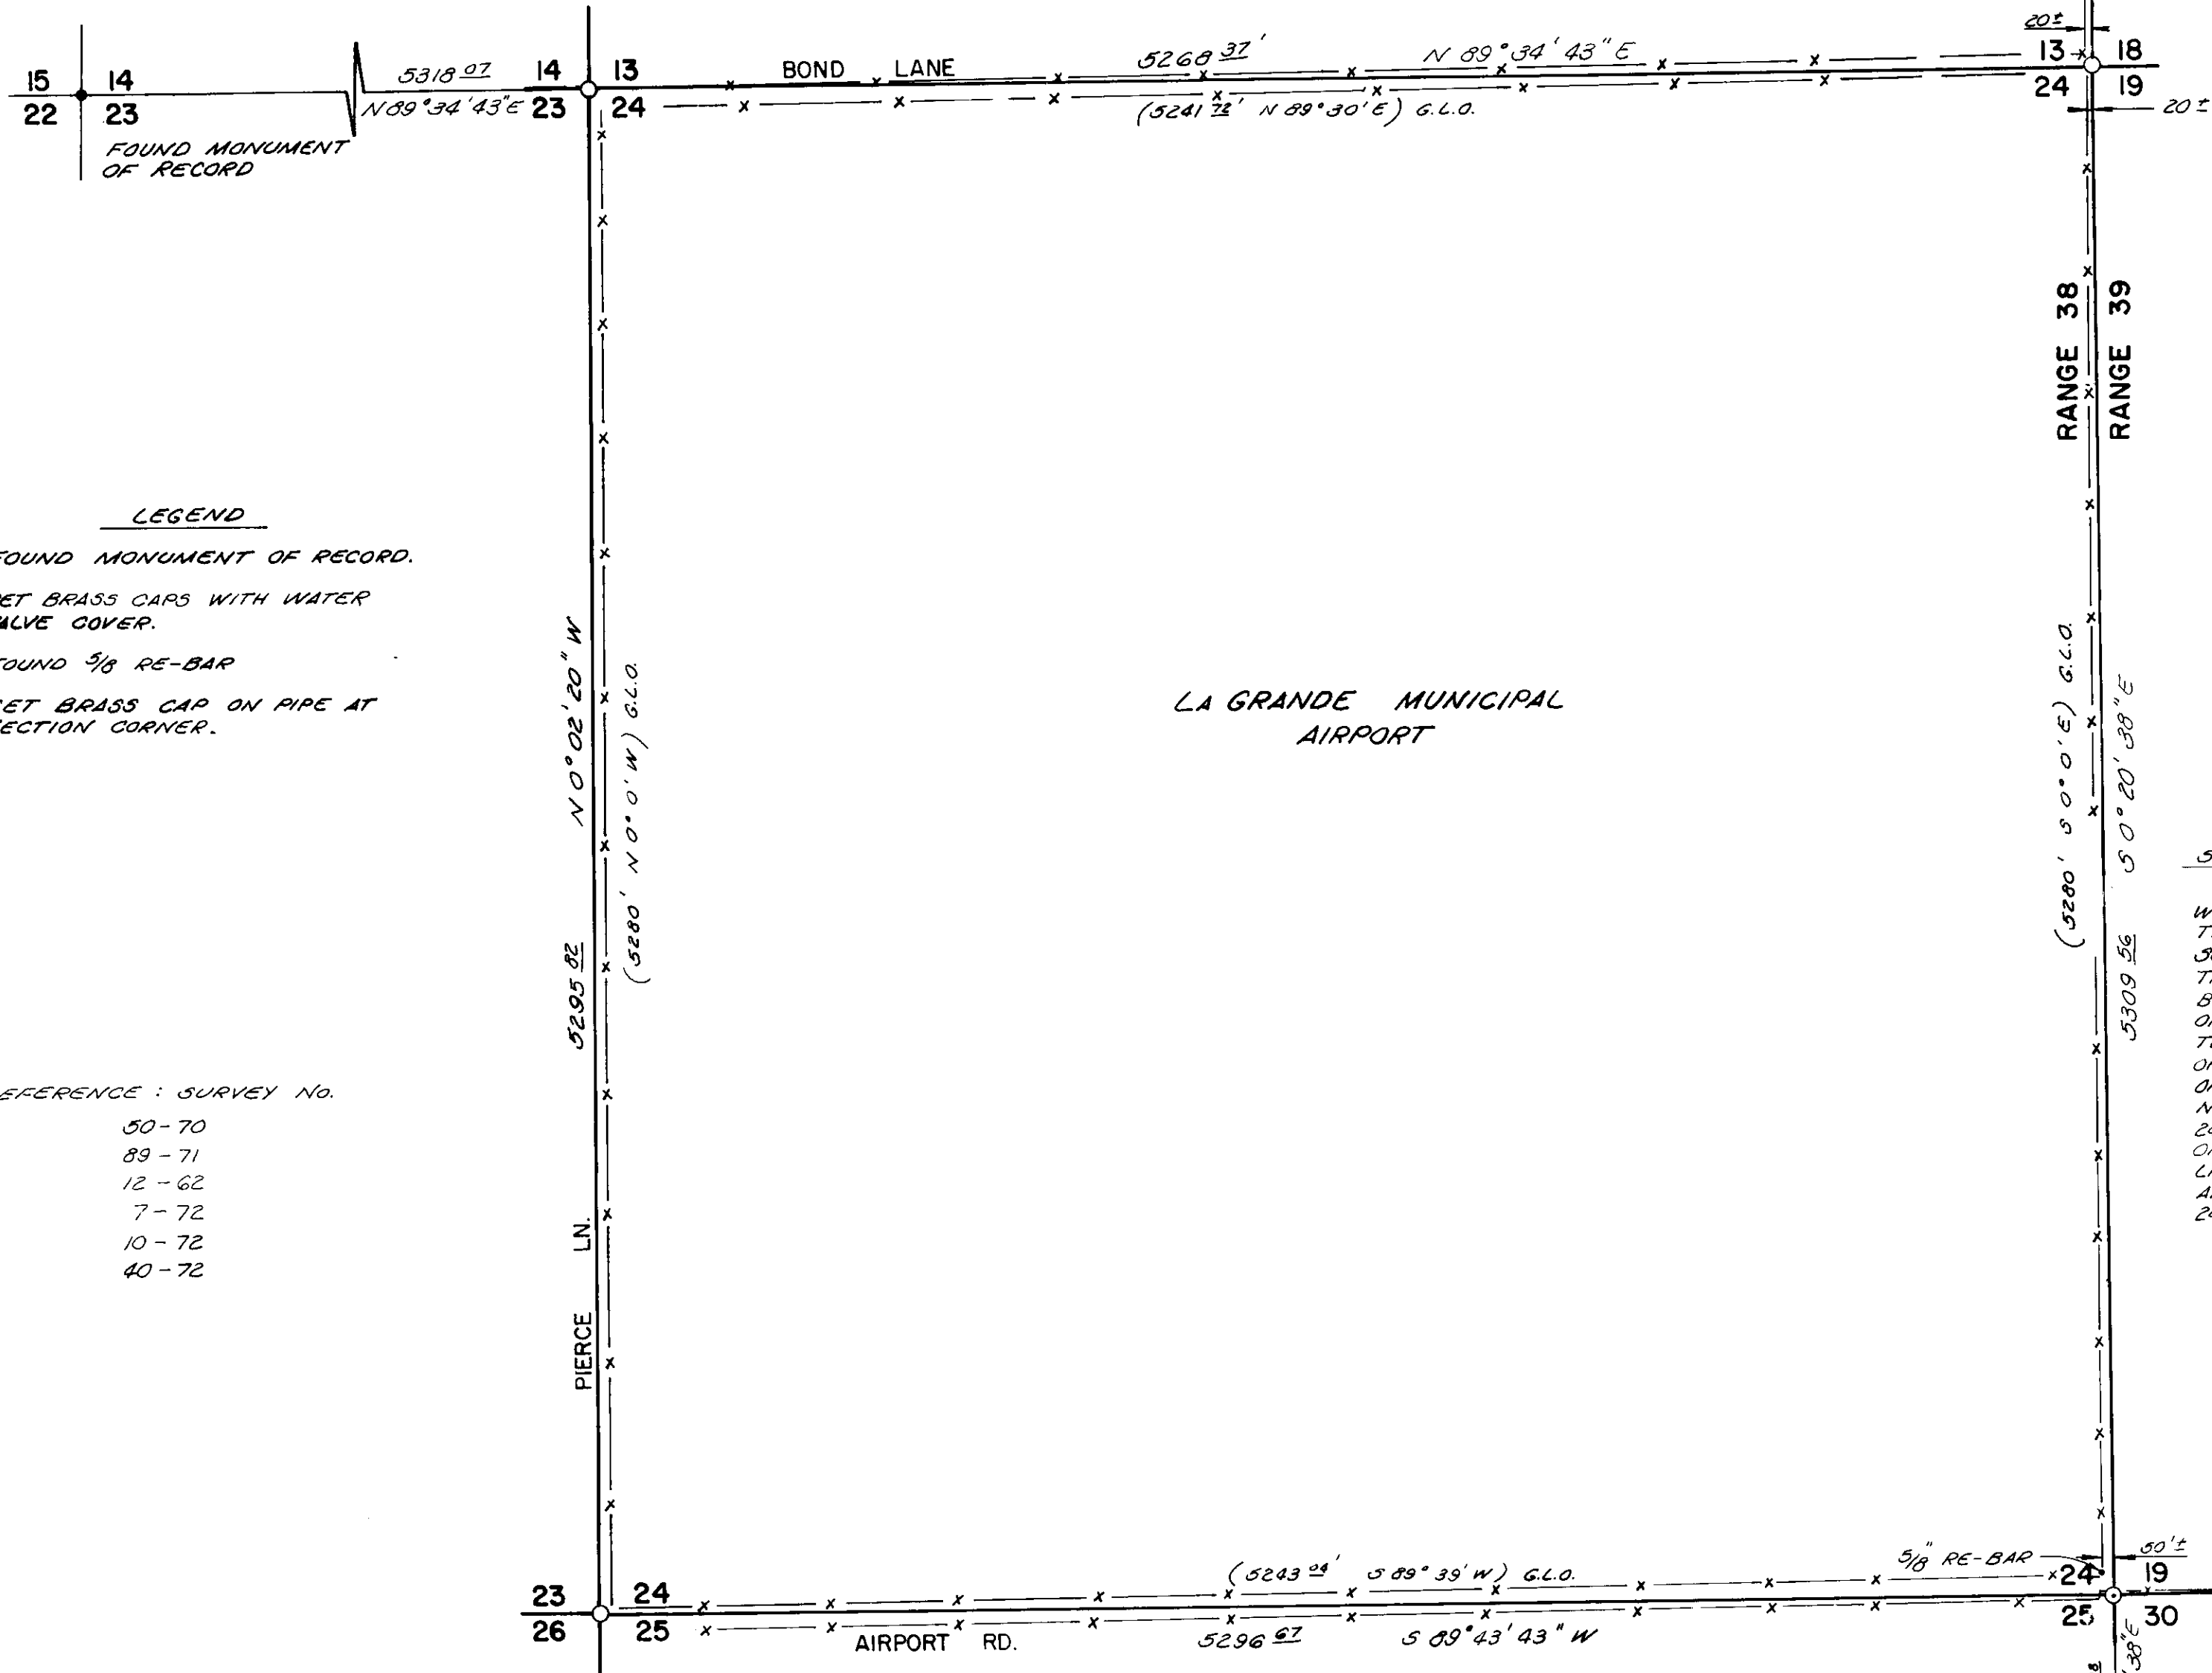 20±
15 14
22 23
FOUND MONUMENT
OF RECORD
5318 07
N 89° 34' 43" E
14 13
23 24
BOND LANE
5268 37'
N 89° 34' 43" E
(5241 72' N 89° 30' E) G.L.O.
13 18
24 19
20±
RANGE 38
RANGE 39
LEGEND
FOUND MONUMENT OF RECORD.
ET BRASS CAPS WITH WATER
ALVE COVER.
FOUND 5/8 RE-BAR
ET BRASS CAP ON PIPE AT
ECTION CORNER.
N 0° 02' 20" W
5295 82
(5280' N 0° 0' W) G.L.O.
LA GRANDE MUNICIPAL
AIRPORT
(5280' S 0° 0' E) G.L.O.
S 0° 20' 38" E
5309 56
EFERENCE : SURVEY NO.
50-70
89-71
12-62
7-72
10-72
40-72
PIERCE LN.
23 24
26 25
(5243 04' S 89° 39' W) G.L.O.
5/8" RE-BAR
50'±
24 19
25 30
AIRPORT RD.
5296 67
S 89° 43' 43" W
38" E